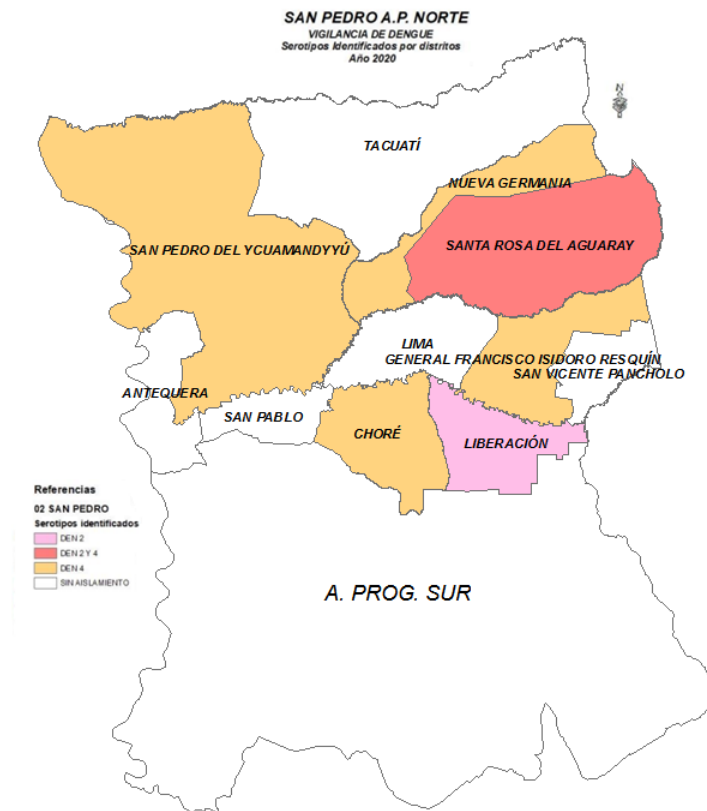 SAN PEDRO A.P. NORTE
VIGILANCIA DE DENGUE
Serotipos Identificados por distritos
Año 2020
N
TACUATÍ
NUEVA GERMANIA
SAN PEDRO DEL YCUAMANDYYÚ
SANTA ROSA DEL AGUARAY
LIMA
GENERAL FRANCISCO ISIDORO RESQUÍN
SAN VICENTE PANCHOLO
ANTEQUERA
SAN PABLO
CHORÉ
LIBERACIÓN
Referencias
02 SAN PEDRO
Serotipos identificados
DEN 2
DEN 2 Y 4
DEN 4
SIN AISLAMIENTO
A. PROG. SUR